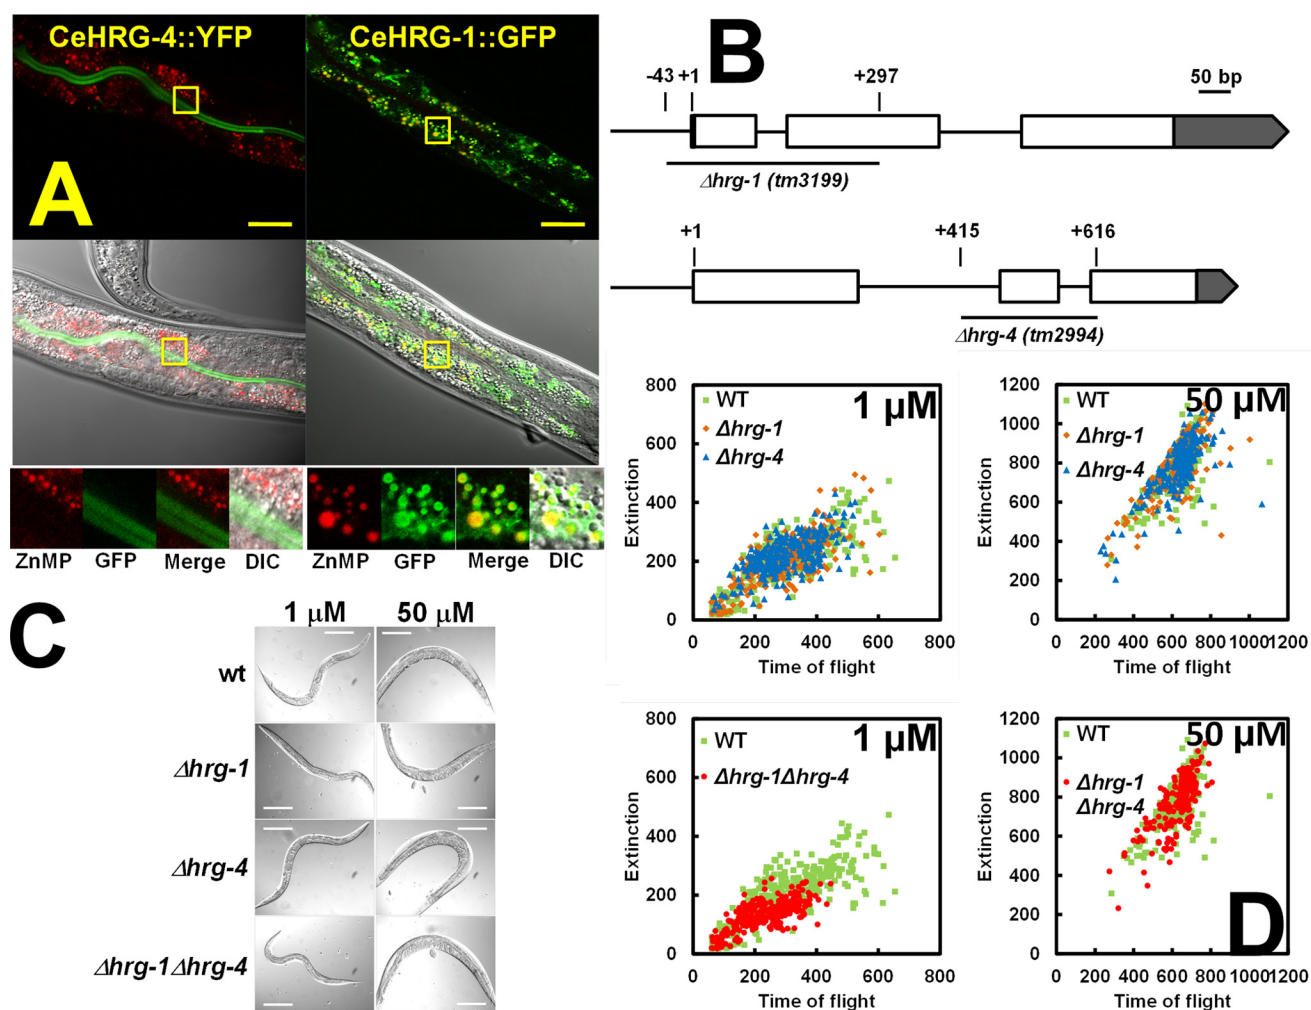 CeHRG-4::YFP
CeHRG-1::GFP
A
ZnMP GFP Merge DIC
ZnMP GFP Merge DIC
B
-43 +1 +297 50 bp
Δhrg-1 (tm3199)
+1 +415 +616
Δhrg-4 (tm2994)
C
1 μM 50 μM
wt
Δhrg-1
Δhrg-4
Δhrg-1Δhrg-4
800
600
400
200
0
0 200 400 600 800
Extinction
Time of flight
WT
Δhrg-1
Δhrg-4
1 μM
1200
1000
800
600
400
200
0
0 200 400 600 800 1000 1200
Extinction
Time of flight
WT
Δhrg-1
Δhrg-4
50 μM
800
600
400
200
0
0 200 400 600 800
Extinction
Time of flight
WT
Δhrg-1Δhrg-4
1 μM
1200
1000
800
600
400
200
0
0 200 400 600 800 1000 1200
Extinction
Time of flight
WT
Δhrg-1
Δhrg-4
50 μM
D